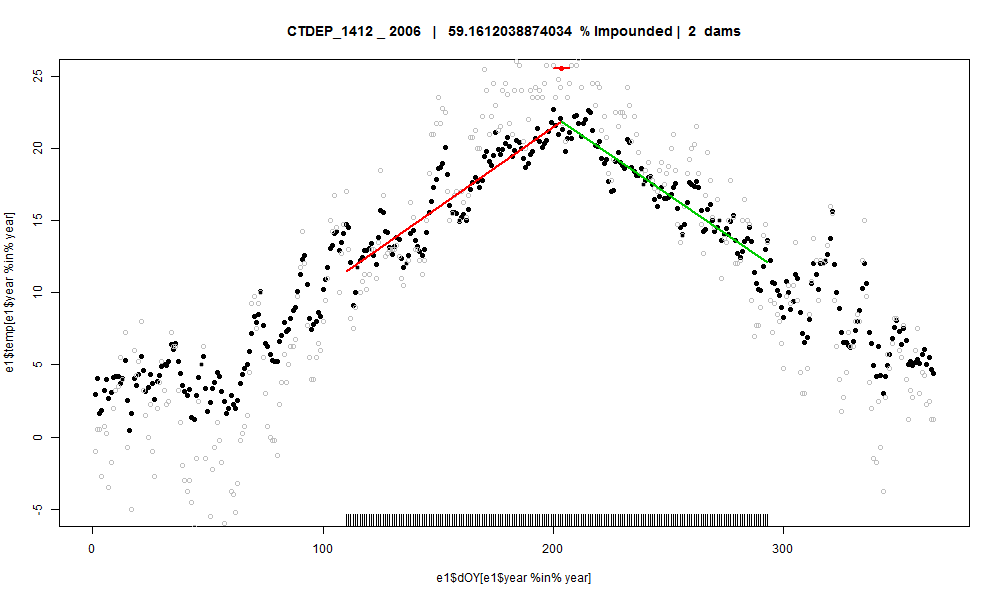 CTDEP_1412 _ 2006 | 59.1612038874034 % Impounded | 2 dams
e1$temp[e1$year %in% year]
25
20
15
10
5
0
-5
0 100 200 300
e1$dOY[e1$year %in% year]